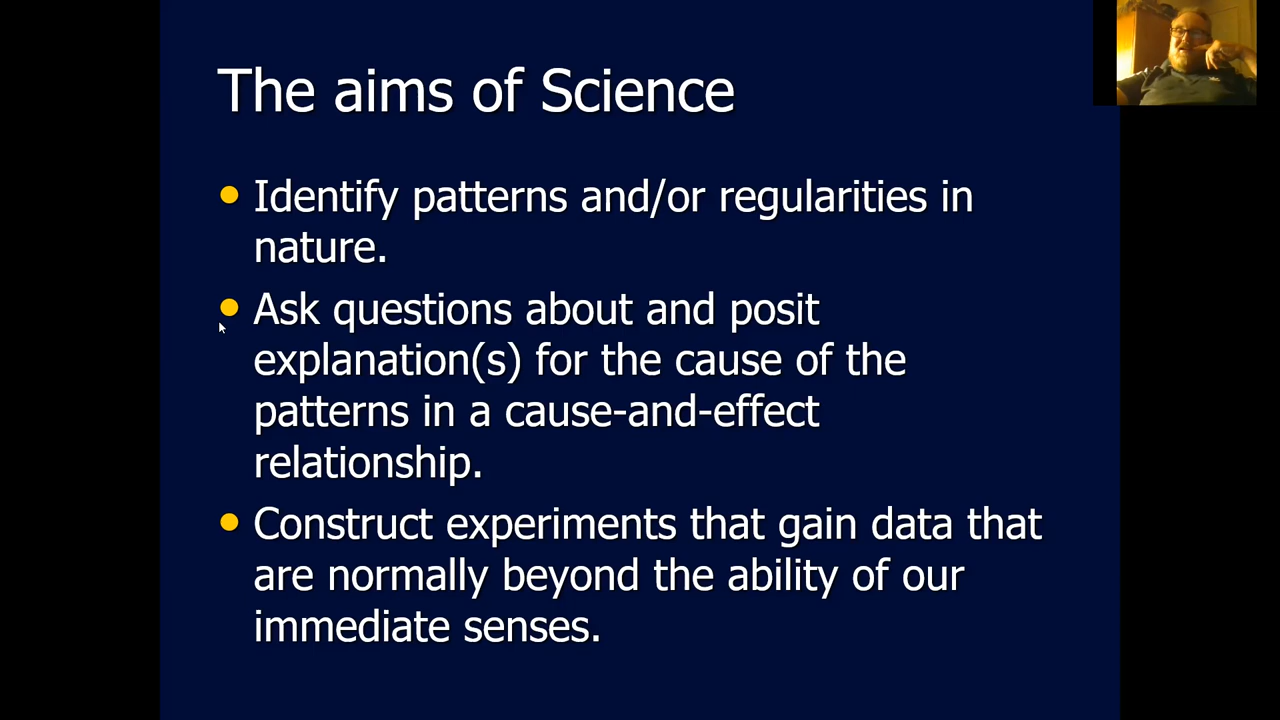 The aims of Science
Identify patterns and/or regularities in
nature.
Ask questions about and posit
explanation(s) for the cause of the
patterns in a cause-and-effect
relationship.
Construct experiments that gain data that
are normally beyond the ability of our
immediate senses.